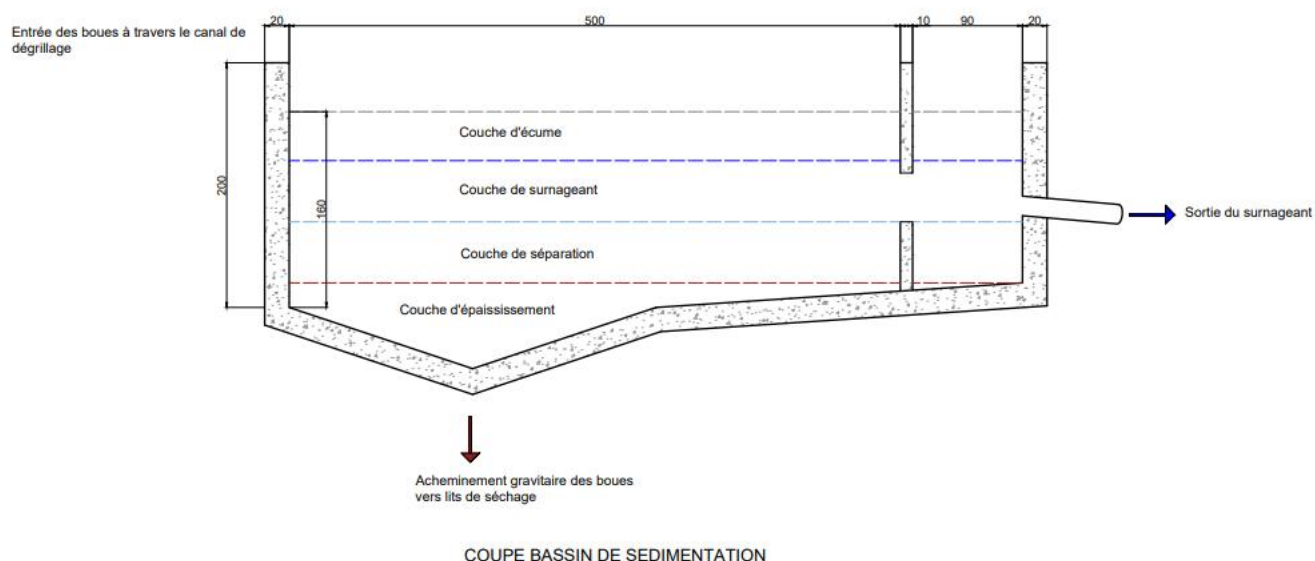 20
500
10
90
20
Entrée des boues à travers le canal de
dégrillage
Couche d'écume
200
Couche de surnageant
160
Sortie du surnageant
Couche de séparation
Couche d'épaississement
Acheminement gravitaire des boues
vers lits de séchage
COUPE BASSIN DE SEDIMENTATION